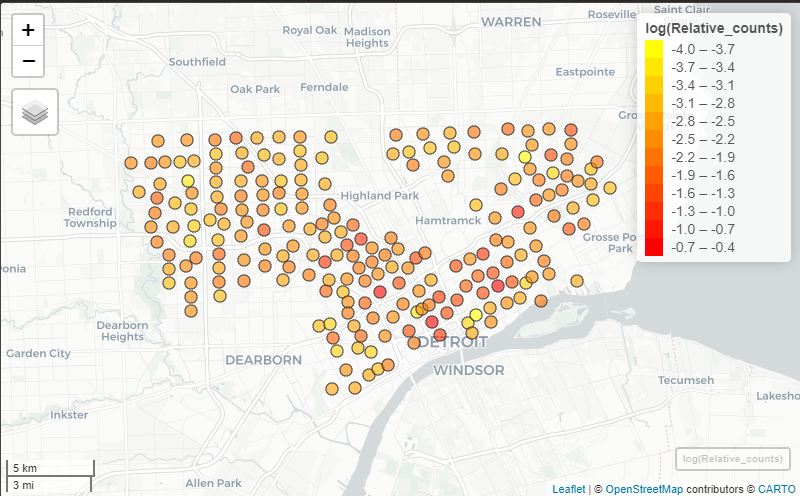 +
−
Roseville
Saint Clair
WARREN
Royal Oak
Madison
Heights
Southfield
Eastpointe
Oak Park
Ferndale
log(Relative_counts)
-4.0 – -3.7
-3.7 – -3.4
-3.4 – -3.1
-3.1 – -2.8
-2.8 – -2.5
-2.5 – -2.2
-2.2 – -1.9
-1.9 – -1.6
-1.6 – -1.3
-1.3 – -1.0
-1.0 – -0.7
-0.7 – -0.4
Highland Park
Redford
Township
Hamtramck
Grosse Po
Park
onia
Dearborn
Heights
Garden City
DEARBORN
DETROIT
WINDSOR
Tecumseh
Lakesho
Inkster
Allen Park
log(Relative_counts)
5 km
3 mi
Leaflet | © OpenStreetMap contributors © CARTO